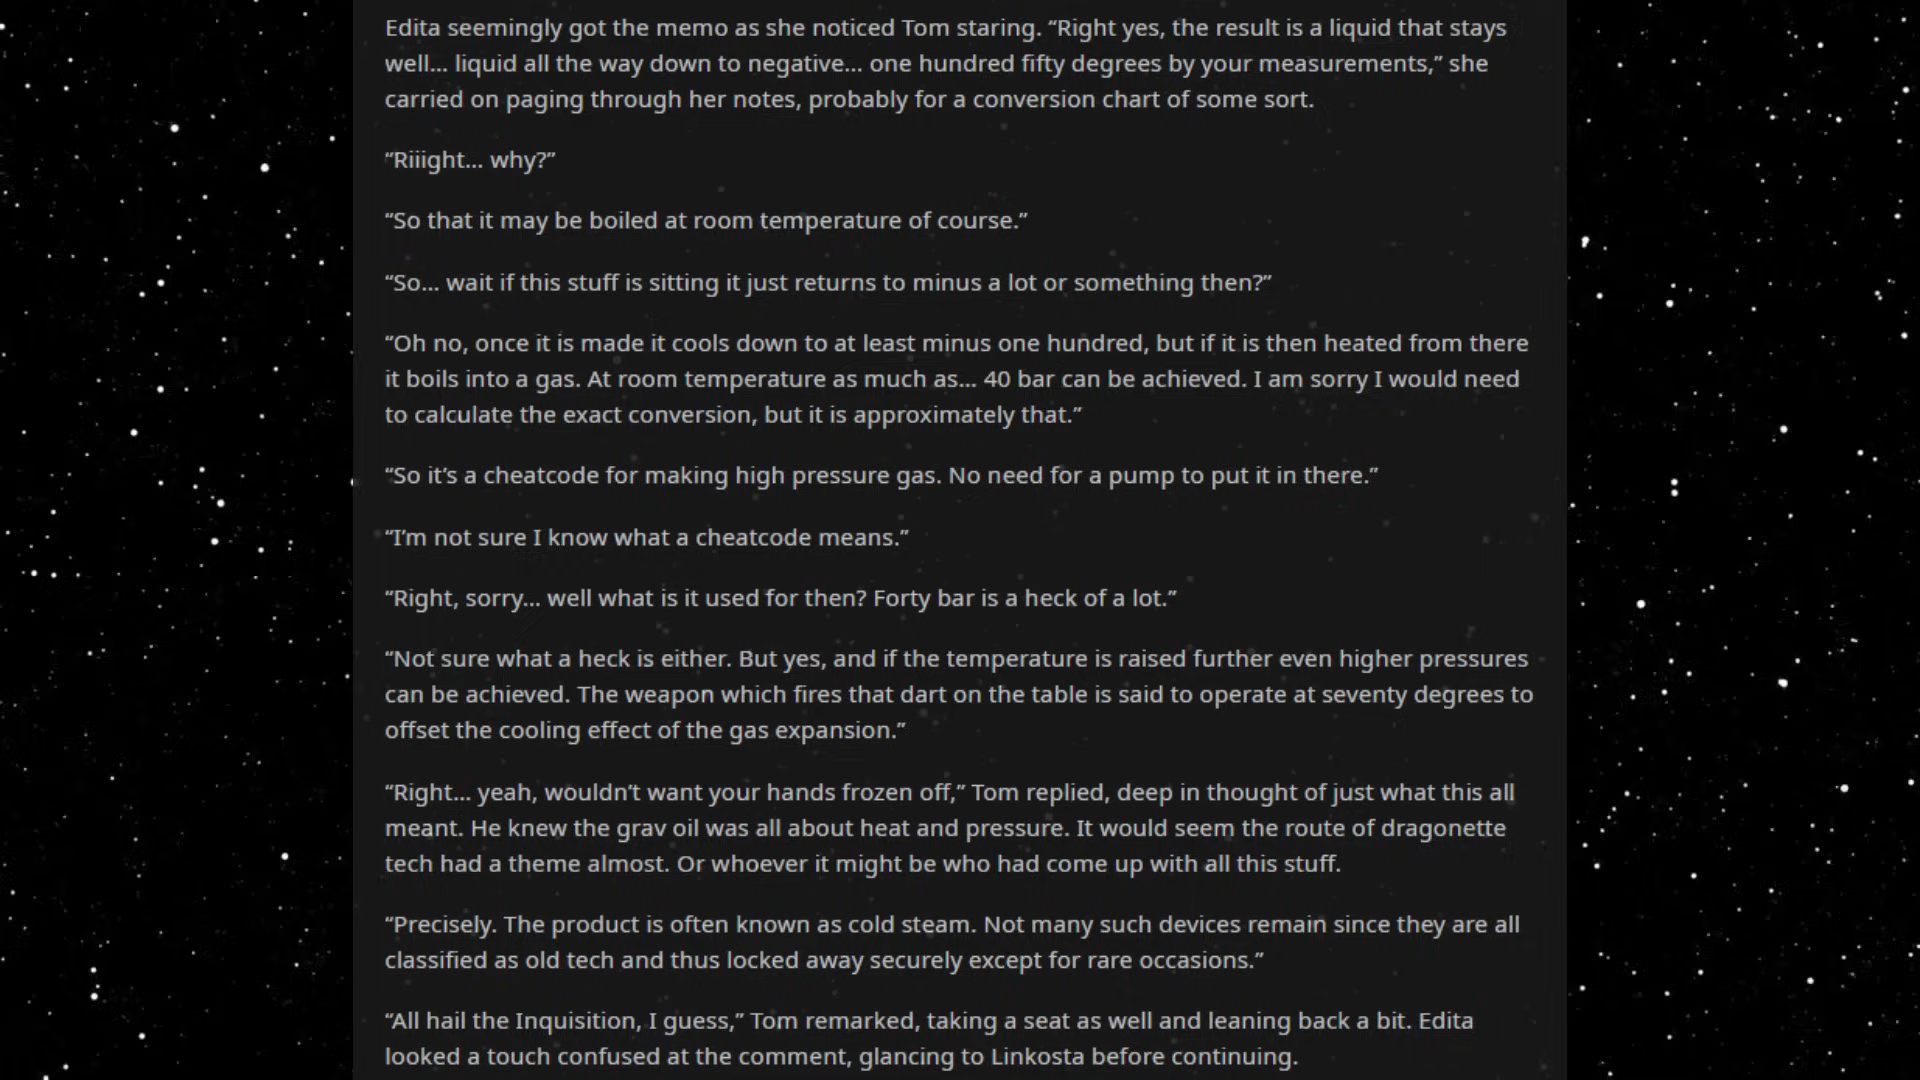 Edita seemingly got the memo as she noticed Tom staring. “Right yes, the result is a liquid that stays
well… liquid all the way down to negative… one hundred fifty degrees by your measurements,” she
carried on paging through her notes, probably for a conversion chart of some sort.
“Riiight… why?”
“So that it may be boiled at room temperature of course.”
“So… wait if this stuff is sitting it just returns to minus a lot or something then?”
“Oh no, once it is made it cools down to at least minus one hundred, but if it is then heated from there
it boils into a gas. At room temperature as much as… 40 bar can be achieved. I am sorry I would need
to calculate the exact conversion, but it is approximately that.”
“So it’s a cheatcode for making high pressure gas. No need for a pump to put it in there.”
“I’m not sure I know what a cheatcode means.”
“Right, sorry… well what is it used for then? Forty bar is a heck of a lot.”
“Not sure what a heck is either. But yes, and if the temperature is raised further even higher pressures
can be achieved. The weapon which fires that dart on the table is said to operate at seventy degrees to
offset the cooling effect of the gas expansion.”
“Right… yeah, wouldn’t want your hands frozen off,” Tom replied, deep in thought of just what this all
meant. He knew the grav oil was all about heat and pressure. It would seem the route of dragonette
tech had a theme almost. Or whoever it might be who had come up with all this stuff.
“Precisely. The product is often known as cold steam. Not many such devices remain since they are all
classified as old tech and thus locked away securely except for rare occasions.”
“All hail the Inquisition, I guess,” Tom remarked, taking a seat as well and leaning back a bit. Edita
looked a touch confused at the comment, glancing to Linkosta before continuing.